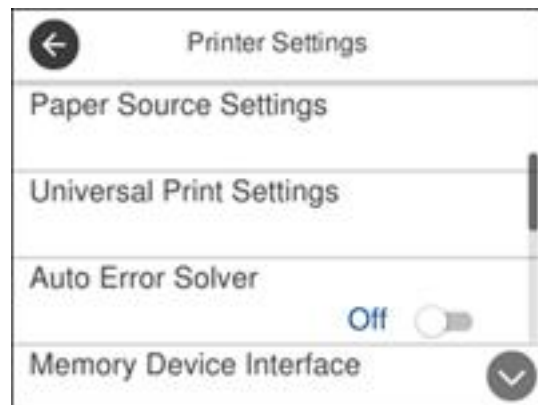 Printer Settings
Paper Source Settings
Universal Print Settings
Auto Error Solver
Off
Memory Device Interface